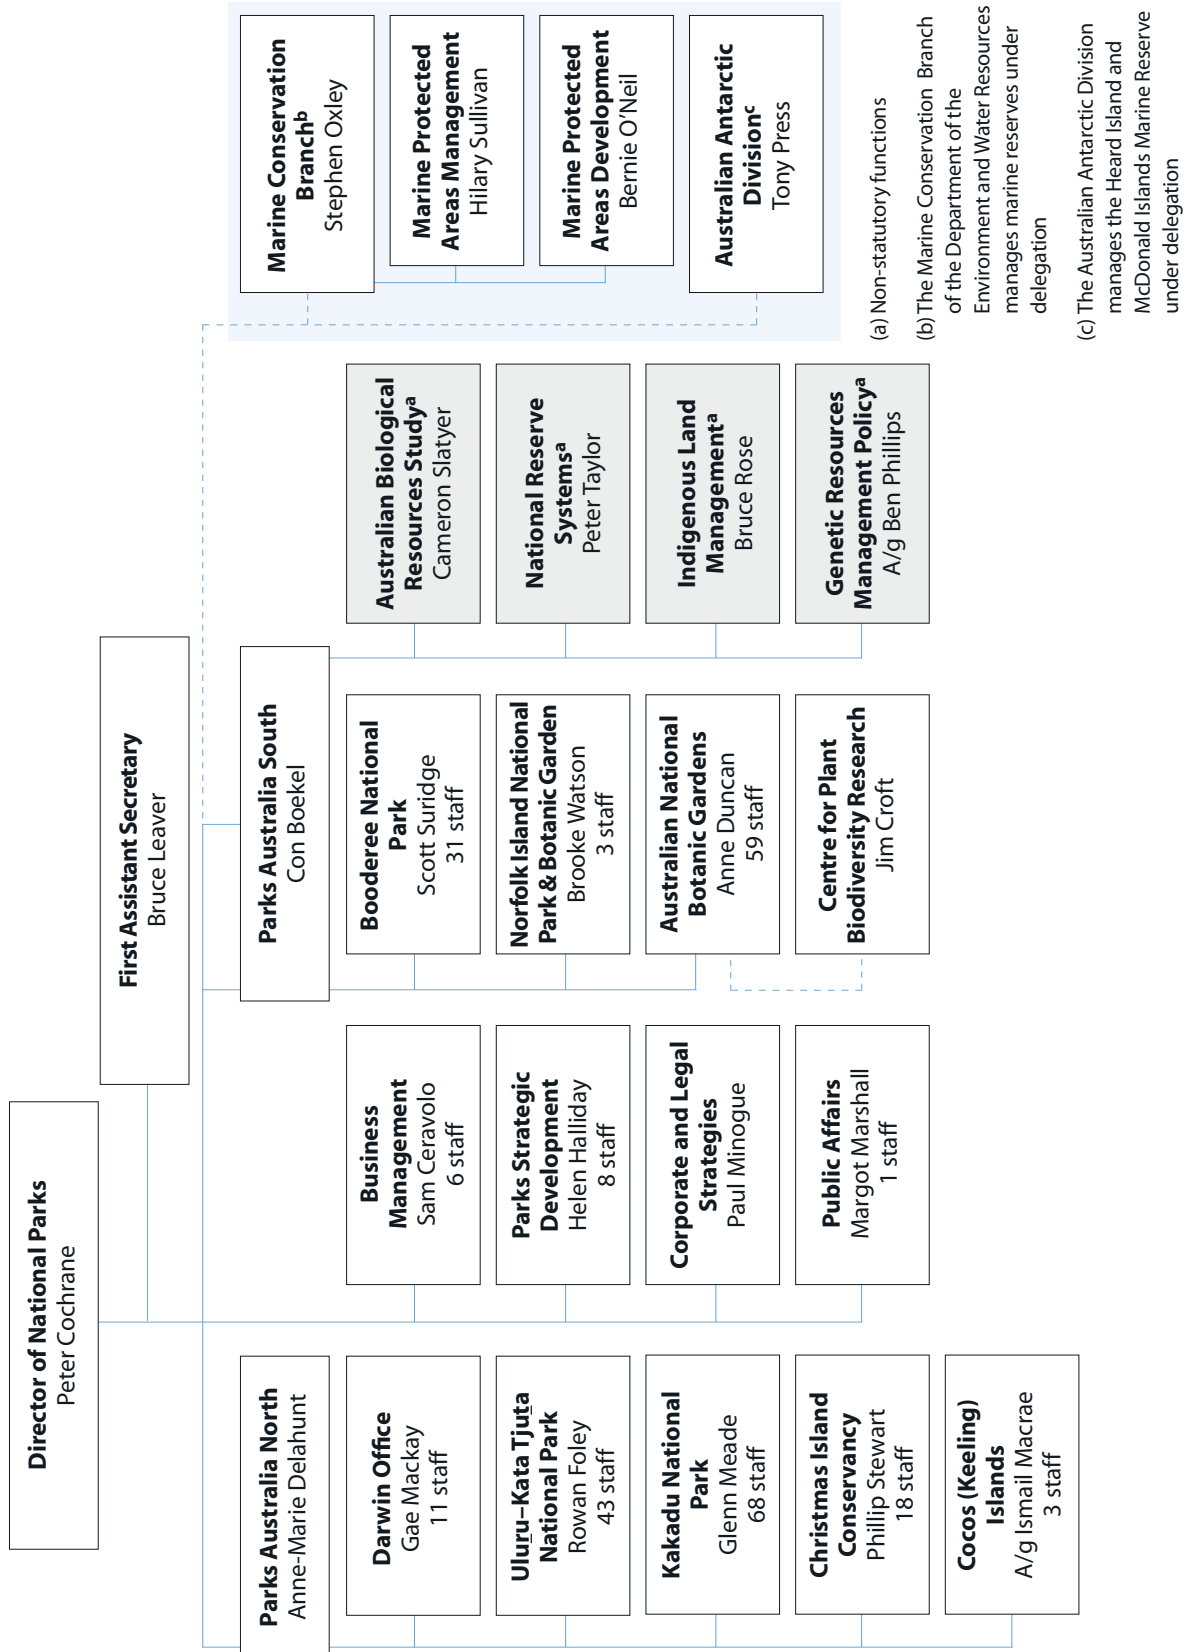 Director of National Parks
Peter Cochrane
First Assistant Secretary
Bruce Leaver
Parks Australia North
Anne-Marie Delahunt
Darwin Office
Gae Mackay
11 staff
Uluṟu–Kata Tjuṯa
National Park
Rowan Foley
43 staff
Kakadu National
Park
Glenn Meade
68 staff
Christmas Island
Conservancy
Phillip Stewart
18 staff
Cocos (Keeling)
Islands
A/g Ismail Macrae
3 staff
Business
Management
Sam Ceravolo
6 staff
Parks Strategic
Development
Helen Halliday
8 staff
Corporate and Legal
Strategies
Paul Minogue
Public Affairs
Margot Marshall
1 staff
Parks Australia South
Con Boekel
Booderee National
Park
Scott Suridge
31 staff
Norfolk Island National
Park & Botanic Garden
Brooke Watson
3 staff
Australian National
Botanic Gardens
Anne Duncan
59 staff
Centre for Plant
Biodiversity Research
Jim Croft
Australian Biological
Resources Studyᵃ
Cameron Slatyer
National Reserve
Systemsᵃ
Peter Taylor
Indigenous Land
Managementᵃ
Bruce Rose
Genetic Resources
Management Policyᵃ
A/g Ben Phillips
Marine Conservation
Branchᵇ
Stephen Oxley
Marine Protected
Areas Management
Hilary Sullivan
Marine Protected
Areas Development
Bernie O’Neil
Australian Antarctic
Divisionᶜ
Tony Press
(a) Non-statutory functions
(b) The Marine Conservation Branch
of the Department of the
Environment and Water Resources
manages marine reserves under
delegation
(c) The Australian Antarctic Division
manages the Heard Island and
McDonald Islands Marine Reserve
under delegation